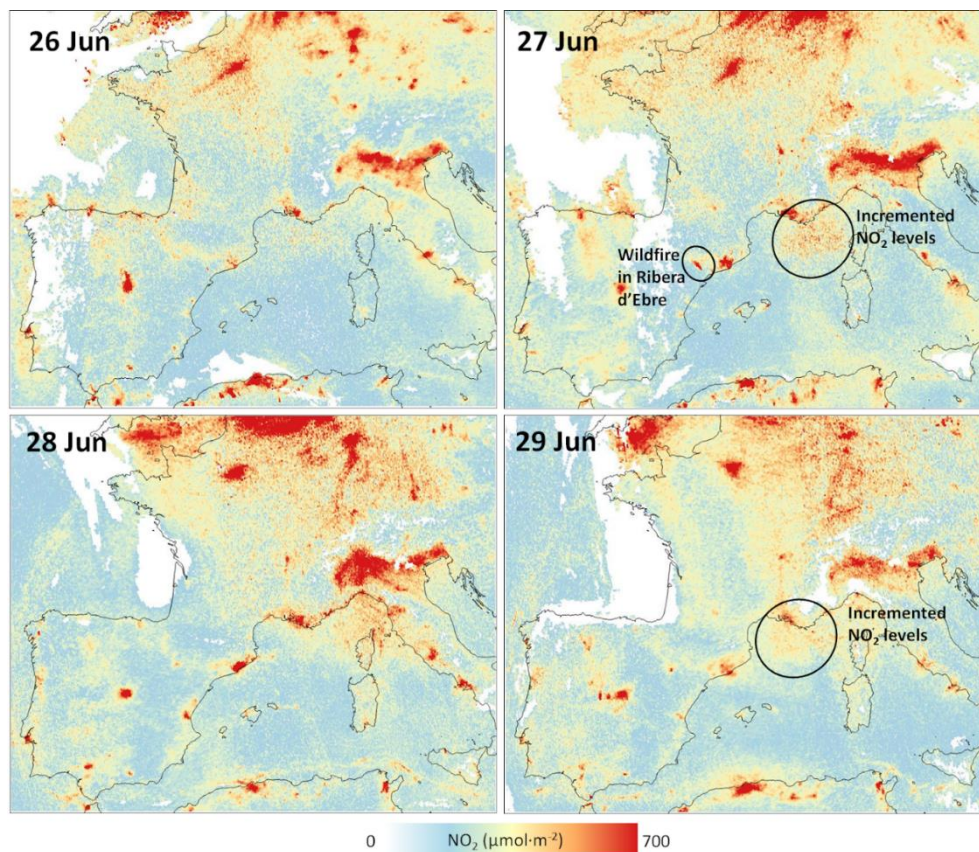 26 Jun
27 Jun
Wildfire
in Ribera
d’Ebre
Incremented
NO₂ levels
28 Jun
29 Jun
Incremented
NO₂ levels
0 NO₂ (μmol·m⁻²) 700